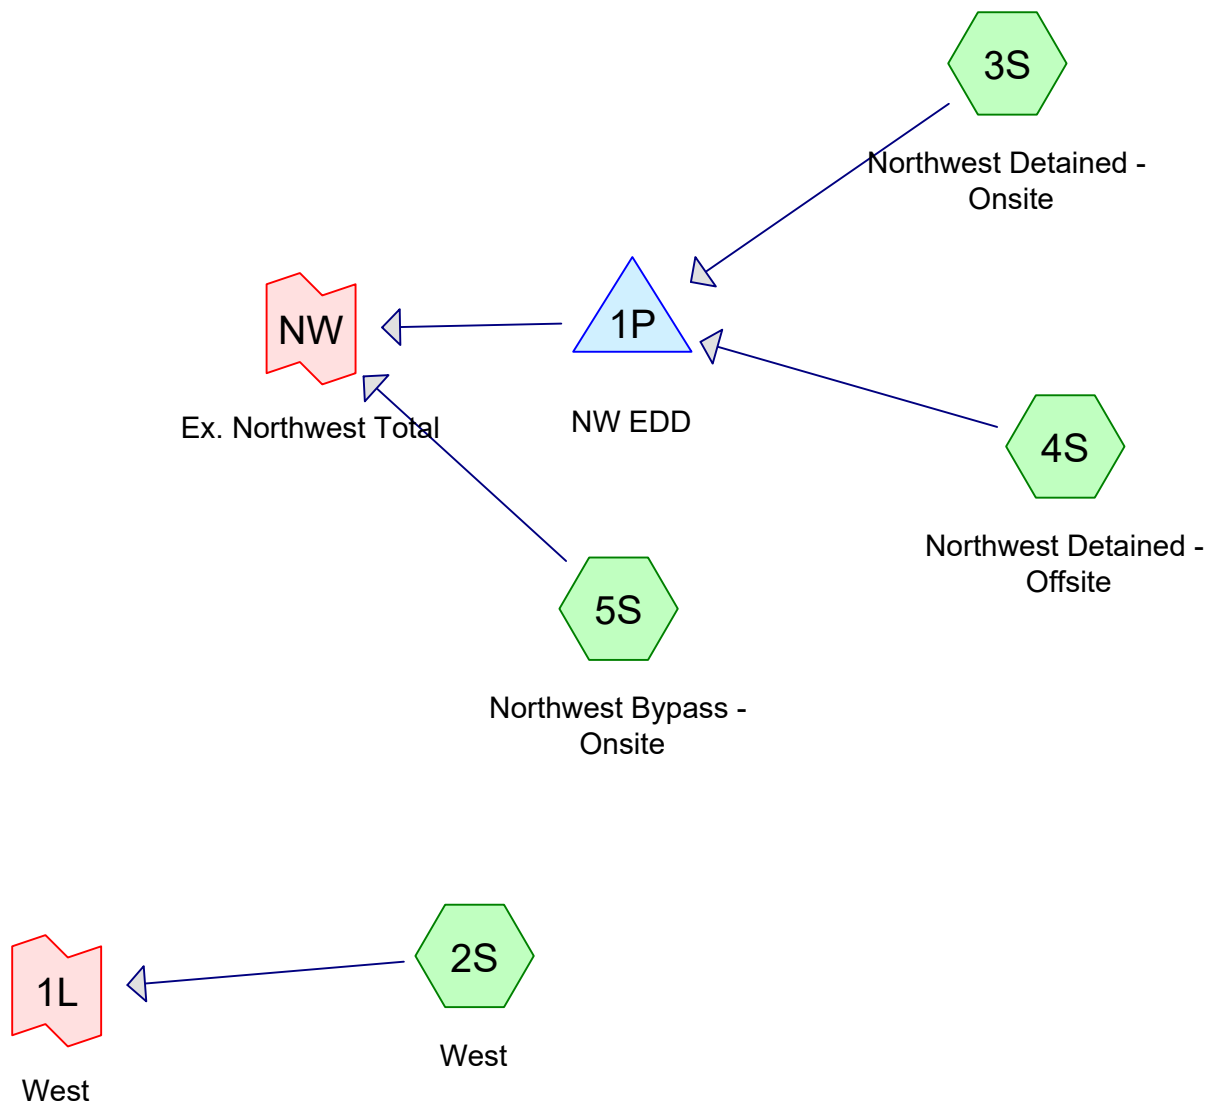 3S
Northwest Detained -
Onsite
NW
Ex. Northwest Total
1P
NW EDD
4S
Northwest Detained -
Offsite
5S
Northwest Bypass -
Onsite
2S
West
1L
West